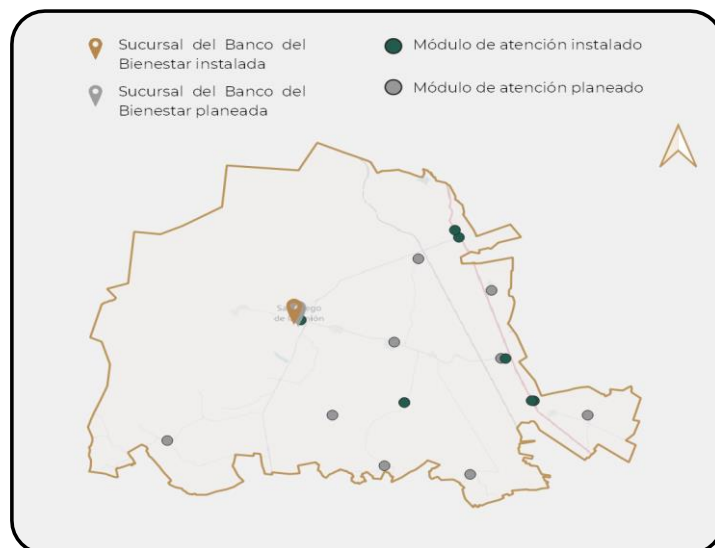 Sucursal del Banco del
Bienestar instalada
Sucursal del Banco del
Bienestar planeada
Módulo de atención instalado
Módulo de atención planeado